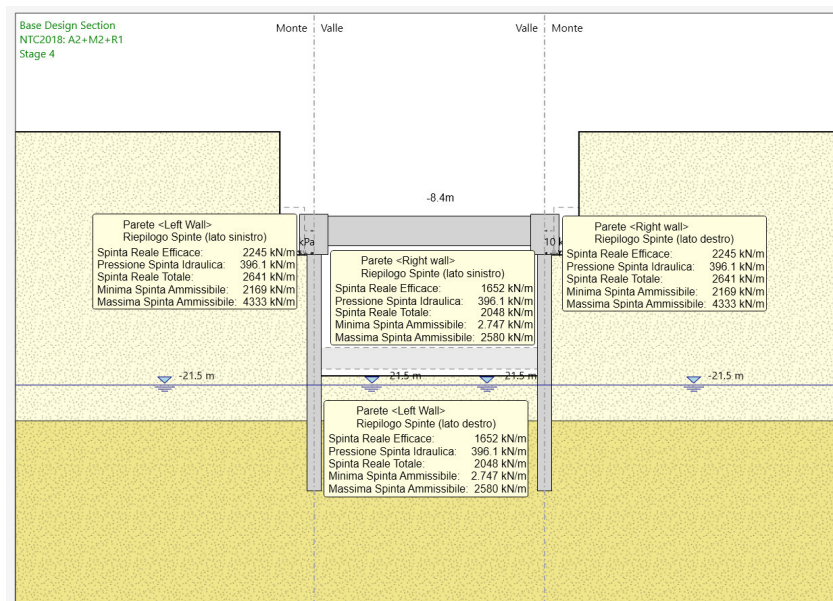 Base Design Section
NTC2018: A2+M2+R1
Stage 4
Monte
Valle
Valle
Monte
-8.4m
Parete <Left Wall>
Riepilogo Spinte (lato sinistro)
Spinta Reale Efficace: 2245 kN/m
Pressione Spinta Idraulica: 396.1 kN/m
Spinta Reale Totale: 2641 kN/m
Minima Spinta Ammissibile: 2169 kN/m
Massima Spinta Ammissibile: 4333 kN/m
kPa
Parete <Right wall>
Riepilogo Spinte (lato sinistro)
Spinta Reale Efficace: 1652 kN/m
Pressione Spinta Idraulica: 396.1 kN/m
Spinta Reale Totale: 2048 kN/m
Minima Spinta Ammissibile: 2.747 kN/m
Massima Spinta Ammissibile: 2580 kN/m
10 k
Parete <Right wall>
Riepilogo Spinte (lato destro)
Spinta Reale Efficace: 2245 kN/m
Pressione Spinta Idraulica: 396.1 kN/m
Spinta Reale Totale: 2641 kN/m
Minima Spinta Ammissibile: 2169 kN/m
Massima Spinta Ammissibile: 4333 kN/m
-21.5 m
-21.5 m
-21.5 m
-21.5 m
Parete <Left Wall>
Riepilogo Spinte (lato destro)
Spinta Reale Efficace: 1652 kN/m
Pressione Spinta Idraulica: 396.1 kN/m
Spinta Reale Totale: 2048 kN/m
Minima Spinta Ammissibile: 2.747 kN/m
Massima Spinta Ammissibile: 2580 kN/m